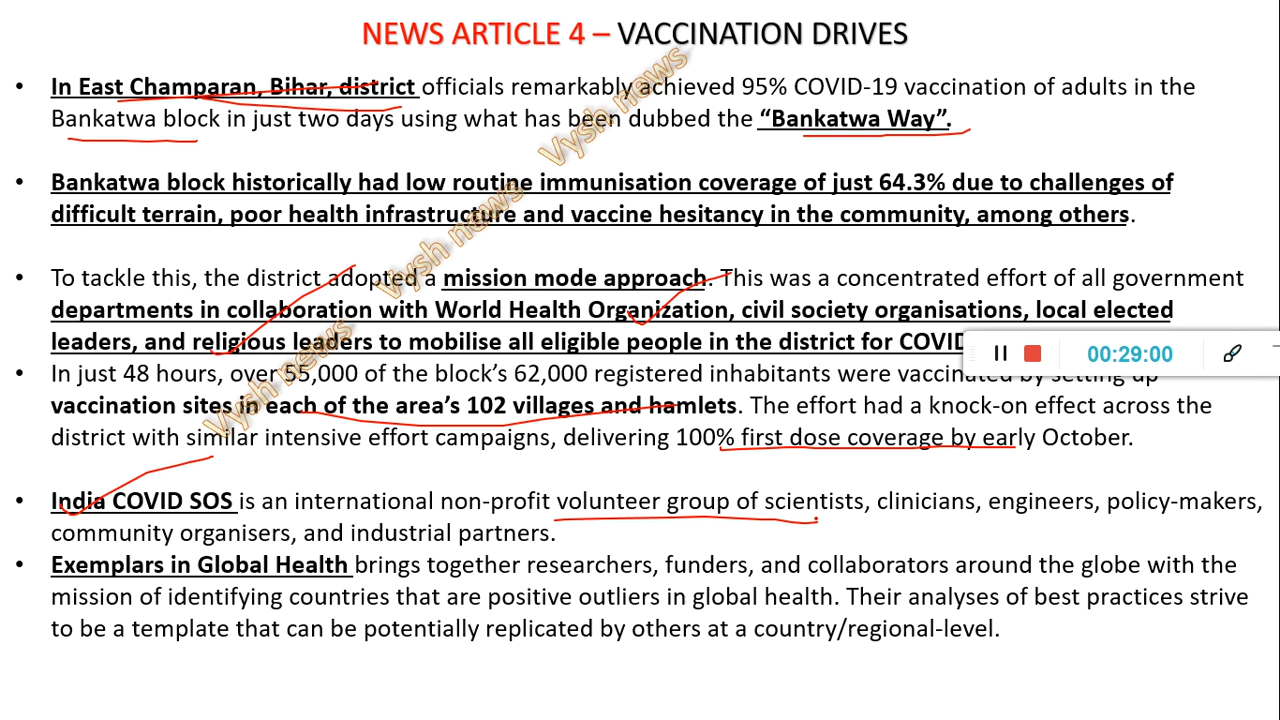 NEWS ARTICLE 4 – VACCINATION DRIVES
• In East Champaran, Bihar, district officials remarkably achieved 95% COVID-19 vaccination of adults in the
Bankatwa block in just two days using what has been dubbed the “Bankatwa Way”.
• Bankatwa block historically had low routine immunisation coverage of just 64.3% due to challenges of
difficult terrain, poor health infrastructure and vaccine hesitancy in the community, among others.
• To tackle this, the district adopted a mission mode approach. This was a concentrated effort of all government
departments in collaboration with World Health Organization, civil society organisations, local elected
leaders, and religious leaders to mobilise all eligible people in the district for COVID
00:29:00
• In just 48 hours, over 55,000 of the block’s 62,000 registered inhabitants were vaccinated by setting up
vaccination sites in each of the area’s 102 villages and hamlets. The effort had a knock-on effect across the
district with similar intensive effort campaigns, delivering 100% first dose coverage by early October.
• India COVID SOS is an international non-profit volunteer group of scientists, clinicians, engineers, policy-makers,
community organisers, and industrial partners.
• Exemplars in Global Health brings together researchers, funders, and collaborators around the globe with the
mission of identifying countries that are positive outliers in global health. Their analyses of best practices strive
to be a template that can be potentially replicated by others at a country/regional-level.
Vysh news
Vysh news
Vysh news